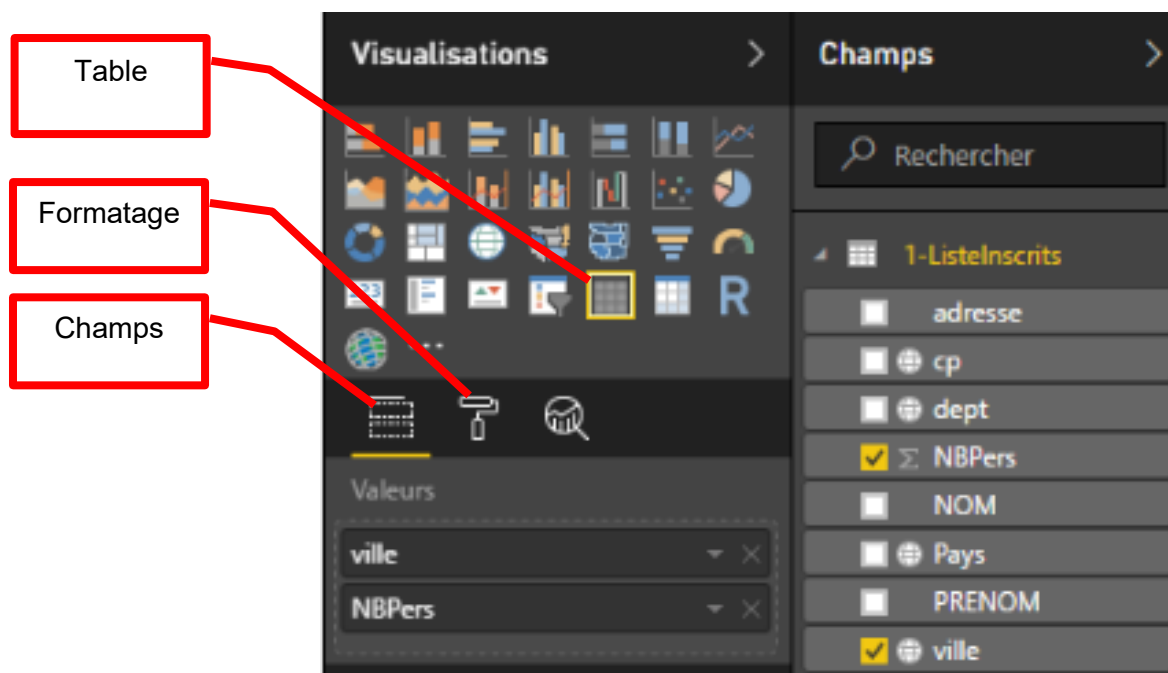 Table
Formatage
Champs
Visualisations
123
R
Valeurs
ville
NBPers
Champs
Rechercher
1-ListeInscrits
adresse
cp
dept
Σ NBPers
NOM
Pays
PRENOM
ville